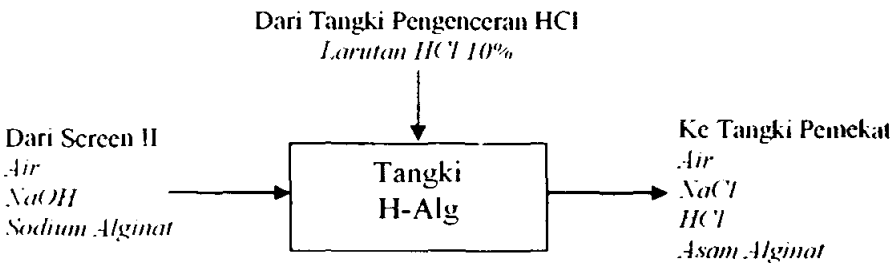 Dari Tangki Pengenceran HCl
Larutan HCl 10%
Dari Screen II
Air
NaOH
Sodium Alginat
Tangki
H-Alg
Ke Tangki Pemekat
Air
NaCl
HCl
Asam Alginat